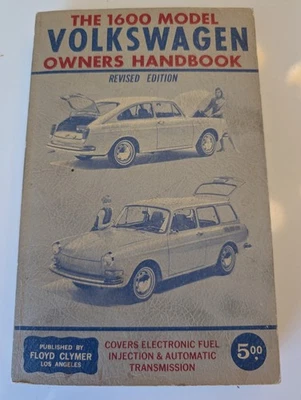 THE 1600 MODEL
VOLKSWAGEN
OWNERS HANDBOOK
REVISED EDITION
PUBLISHED BY
FLOYD CLYMER
LOS ANGELES
COVERS ELECTRONIC FUEL
INJECTION & AUTOMATIC
TRANSMISSION
5.00